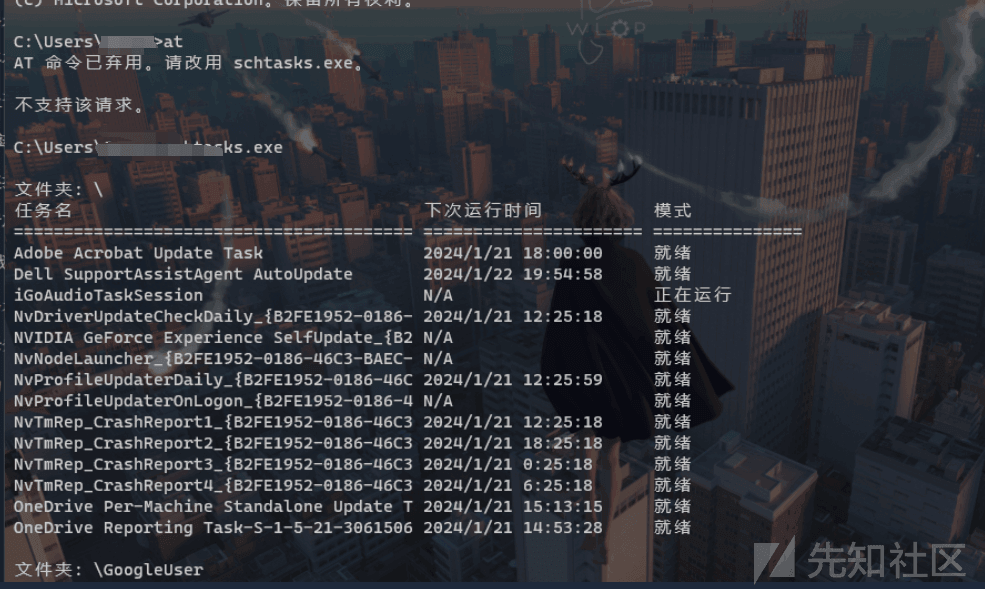 (c) Microsoft Corporation。保留所有权利。
C:\Users\ >at
AT 命令已弃用。请改用 schtasks.exe。
不支持该请求。
C:\Users\ ks.exe
文件夹: \
任务名 下次运行时间 模式
======================================== ====================== ===============
Adobe Acrobat Update Task 2024/1/21 18:00:00 就绪
Dell SupportAssistAgent AutoUpdate 2024/1/22 19:54:58 就绪
iGoAudioTaskSession N/A 正在运行
NvDriverUpdateCheckDaily_{B2FE1952-0186- 2024/1/21 12:25:18 就绪
NVIDIA GeForce Experience SelfUpdate_{B2 N/A 就绪
NvNodeLauncher_{B2FE1952-0186-46C3-BAEC- N/A 就绪
NvProfileUpdaterDaily_{B2FE1952-0186-46C 2024/1/21 12:25:59 就绪
NvProfileUpdaterOnLogon_{B2FE1952-0186-4 N/A 就绪
NvTmRep_CrashReport1_{B2FE1952-0186-46C3 2024/1/21 12:25:18 就绪
NvTmRep_CrashReport2_{B2FE1952-0186-46C3 2024/1/21 18:25:18 就绪
NvTmRep_CrashReport3_{B2FE1952-0186-46C3 2024/1/21 0:25:18 就绪
NvTmRep_CrashReport4_{B2FE1952-0186-46C3 2024/1/21 6:25:18 就绪
OneDrive Per-Machine Standalone Update T 2024/1/21 15:13:15 就绪
OneDrive Reporting Task-S-1-5-21-3061506 2024/1/21 14:53:28 就绪
文件夹: \GoogleUser
WLOP
先知社区